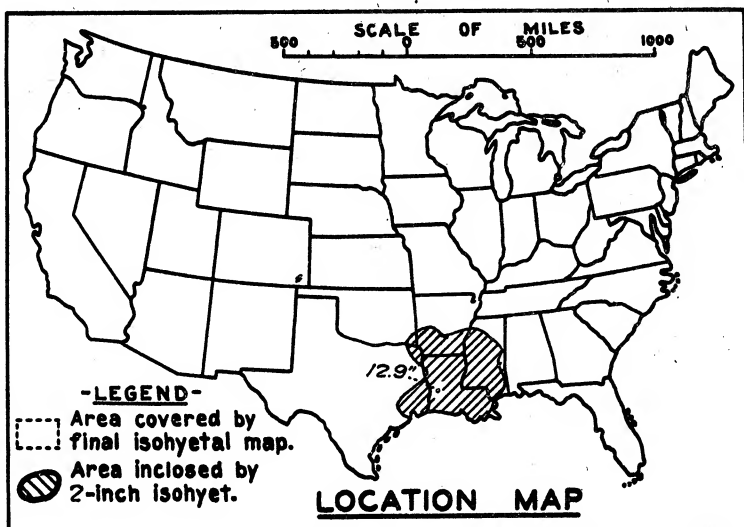 SCALE OF MILES
500 0 500 1000
12.9"
-LEGEND-
Area covered by
final isohyetal map.
Area inclosed by
2-inch isohyet.
LOCATION MAP